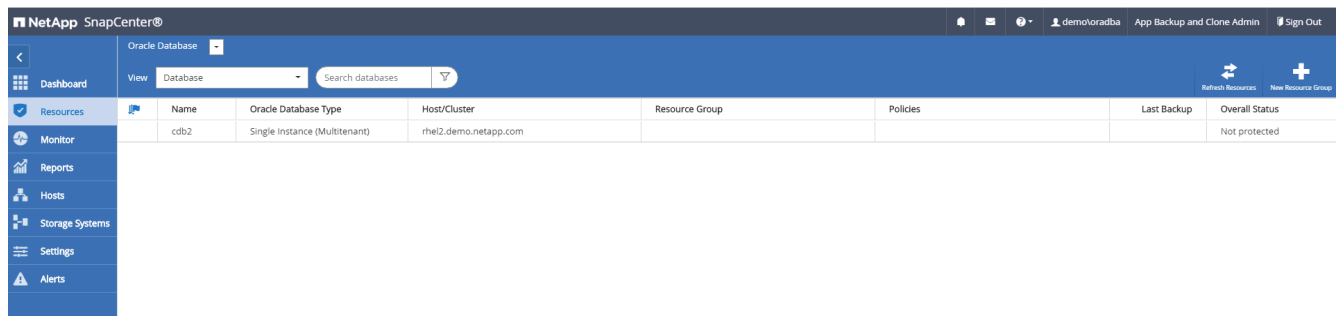 NetApp SnapCenter®
demo\oradba App Backup and Clone Admin Sign Out
Oracle Database
Dashboard
View Database Search databases
Refresh Resources New Resource Group
Resources
Name Oracle Database Type Host/Cluster Resource Group Policies Last Backup Overall Status
cdb2 Single Instance (Multitenant) rhel2.demo.netapp.com Not protected
Monitor
Reports
Hosts
Storage Systems
Settings
Alerts